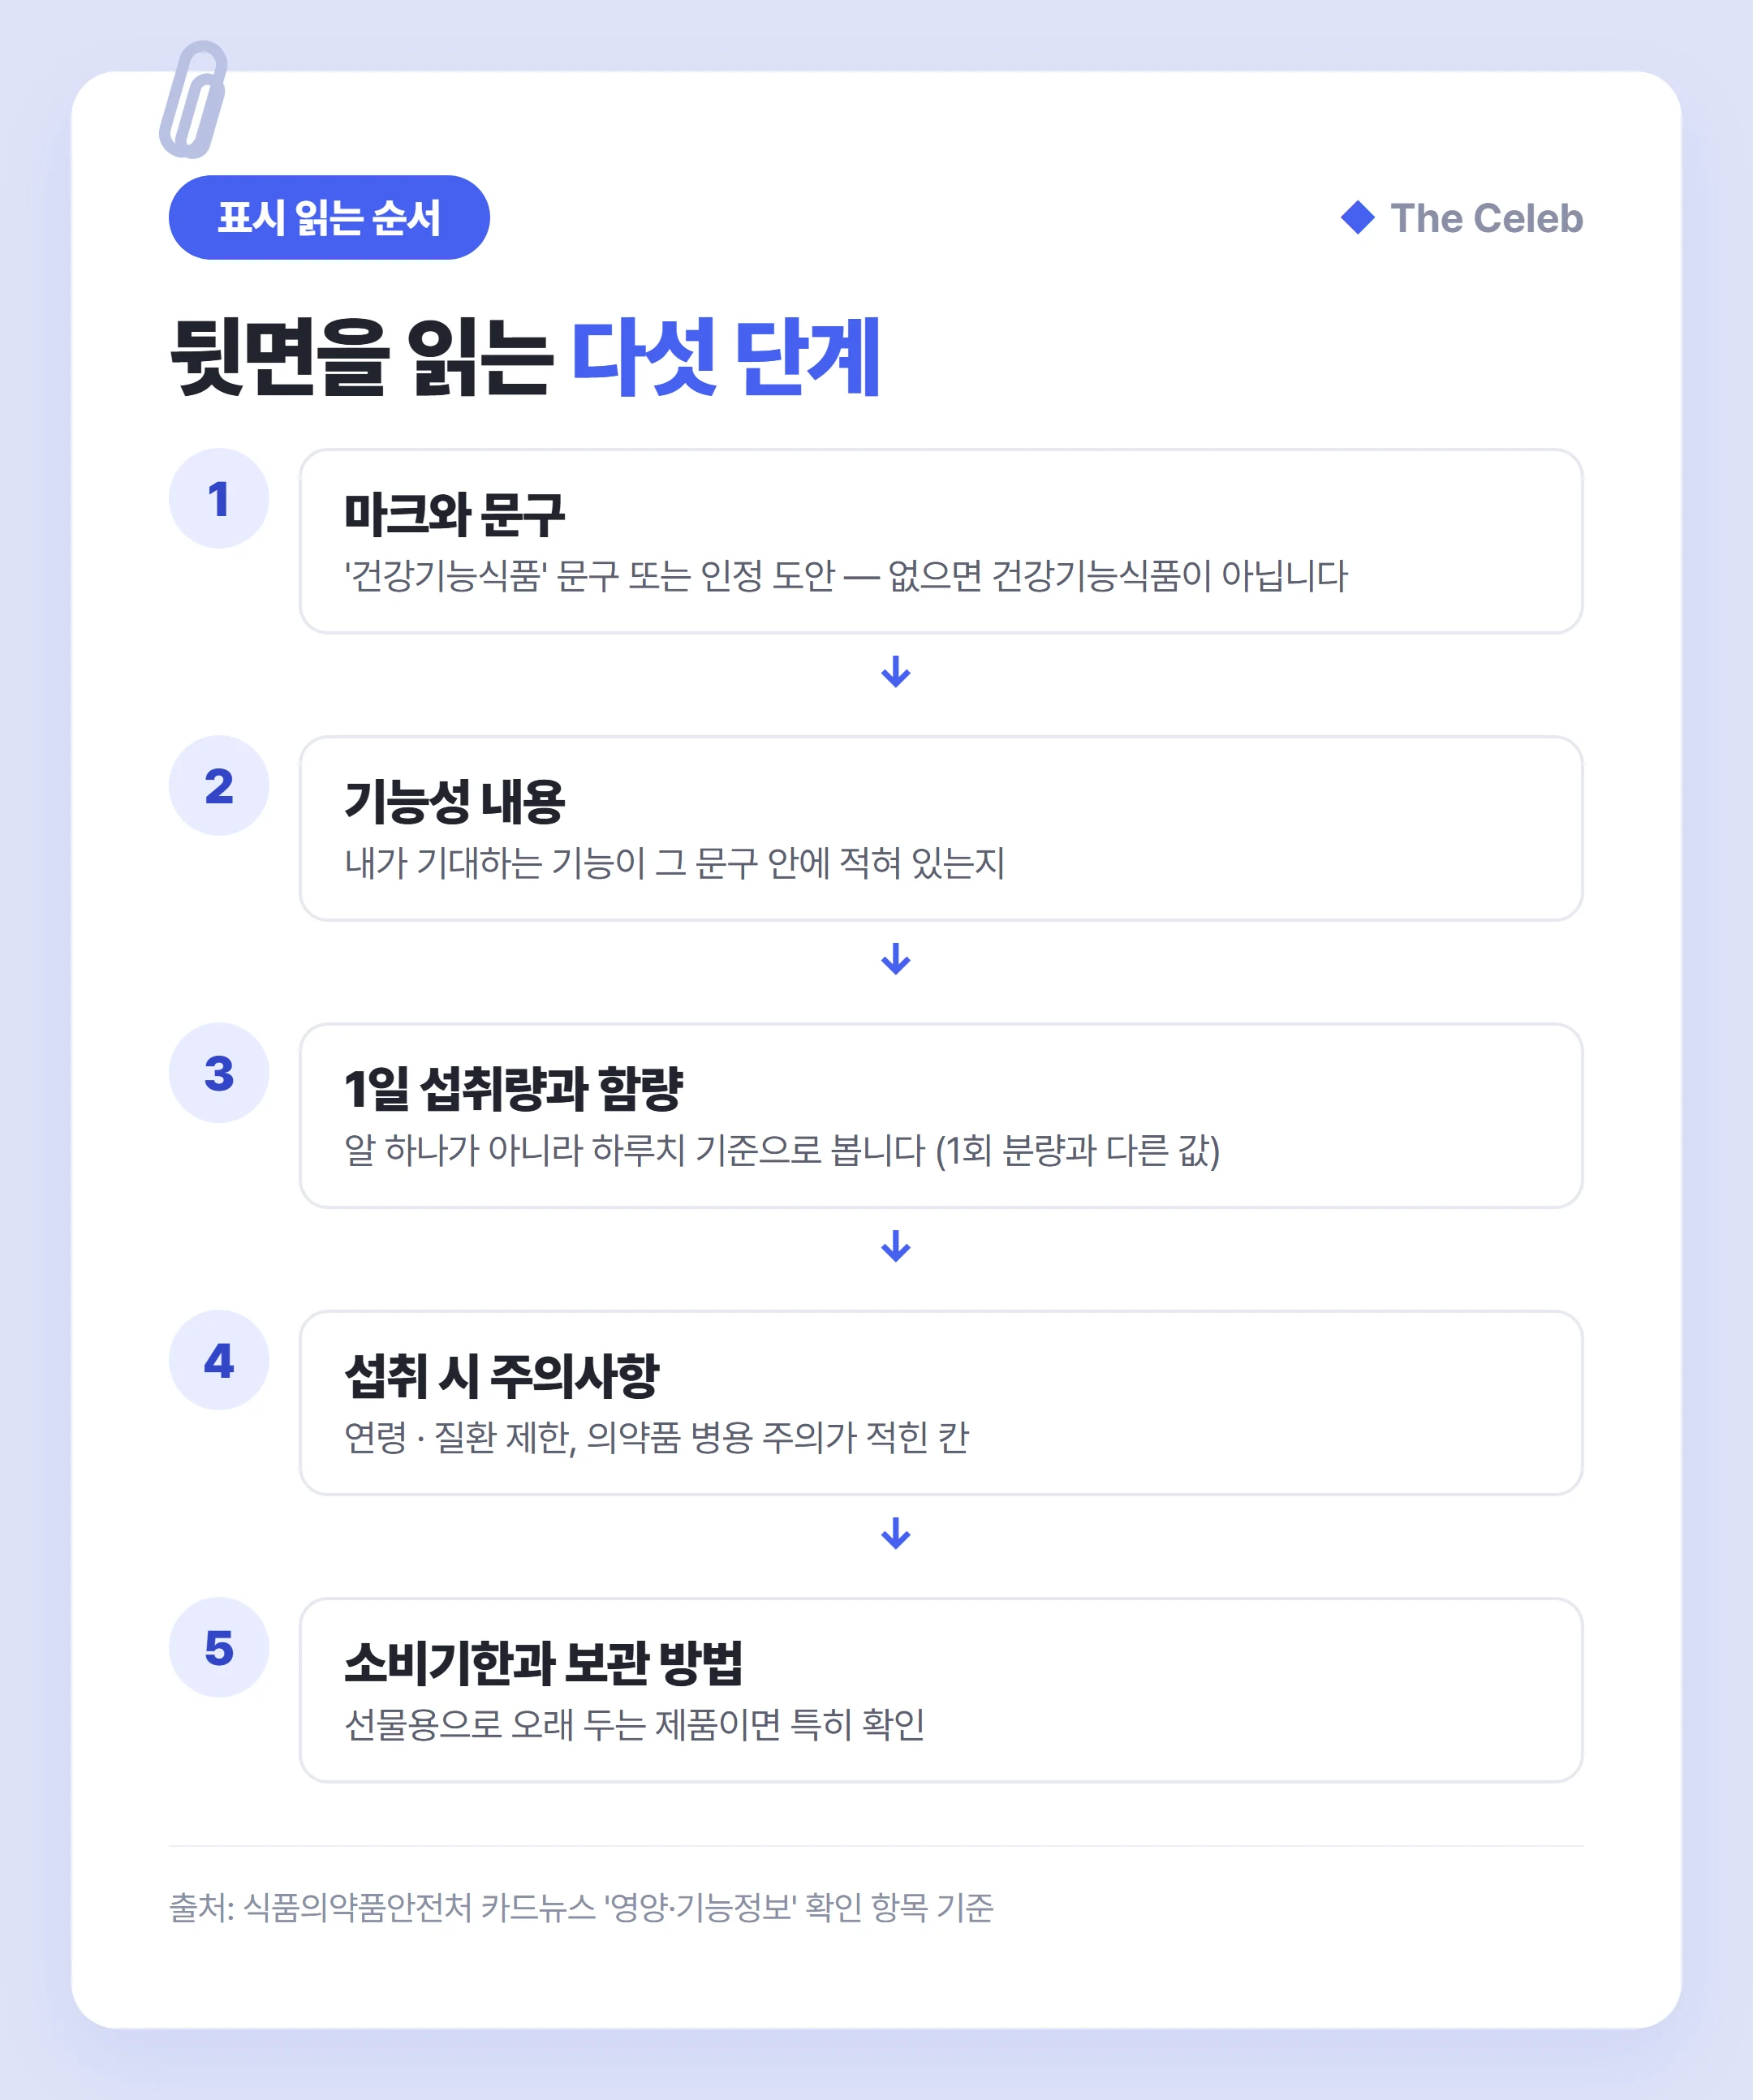 표시 읽는 순서
The Celeb
뒷면을 읽는 다섯 단계
1
마크와 문구
'건강기능식품' 문구 또는 인정 도안 — 없으면 건강기능식품이 아닙니다
↓
2
기능성 내용
내가 기대하는 기능이 그 문구 안에 적혀 있는지
↓
3
1일 섭취량과 함량
알 하나가 아니라 하루치 기준으로 봅니다 (1회 분량과 다른 값)
↓
4
섭취 시 주의사항
연령 · 질환 제한, 의약품 병용 주의가 적힌 칸
↓
5
소비기한과 보관 방법
선물용으로 오래 두는 제품이면 특히 확인
출처: 식품의약품안전처 카드뉴스 '영양·기능정보' 확인 항목 기준